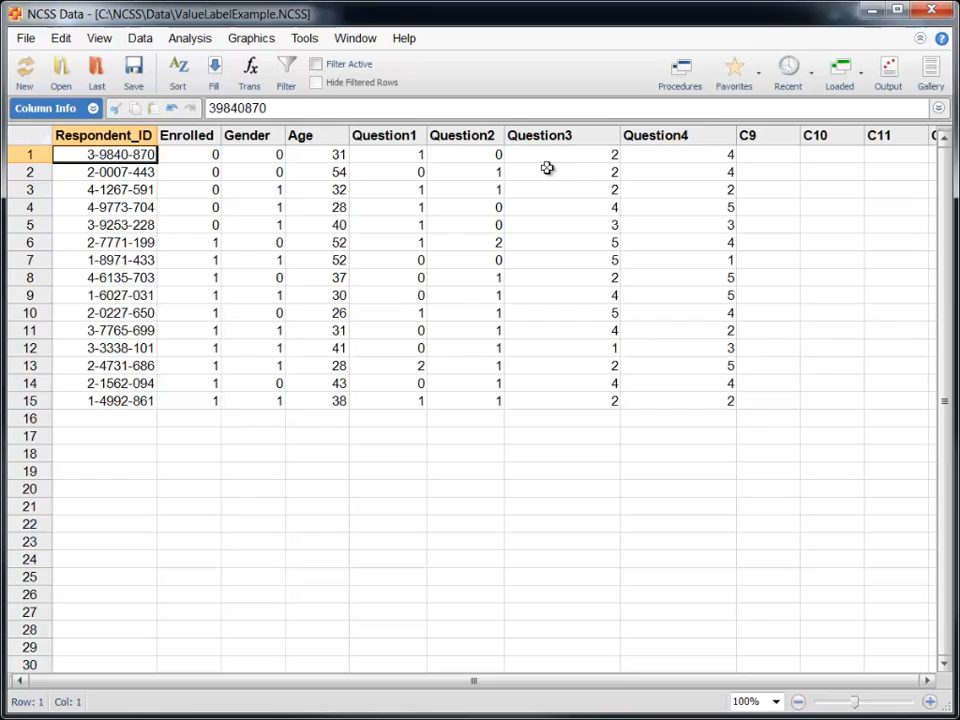 NCSS Data - [C:\NCSS\Data\ValueLabelExample.NCSS]
File Edit View Data Analysis Graphics Tools Window Help
New Open Last Save Sort Fill fx Trans Filter Filter Active Hide Filtered Rows Procedures Favorites Recent Loaded Output Gallery
Column Info 39840870
Respondent_ID Enrolled Gender Age Question1 Question2 Question3 Question4 C9 C10 C11
1 3-9840-870 0 0 31 1 0 2 4
2 2-0007-443 0 0 54 0 1 2 4
3 4-1267-591 0 1 32 1 1 2 2
4 4-9773-704 0 1 28 1 0 4 5
5 3-9253-228 0 1 40 1 0 3 3
6 2-7771-199 1 0 52 1 2 5 4
7 1-8971-433 1 1 52 0 0 5 1
8 4-6135-703 1 0 37 0 1 2 5
9 1-6027-031 1 1 30 0 1 4 5
10 2-0227-650 1 0 26 1 1 5 4
11 3-7765-699 1 1 31 0 1 4 2
12 3-3338-101 1 1 41 0 1 1 3
13 2-4731-686 1 1 28 2 1 2 5
14 2-1562-094 1 0 43 0 1 4 4
15 1-4992-861 1 1 38 1 1 2 2
16
17
18
19
20
21
22
23
24
25
26
27
28
29
30
Row: 1 Col: 1 100%